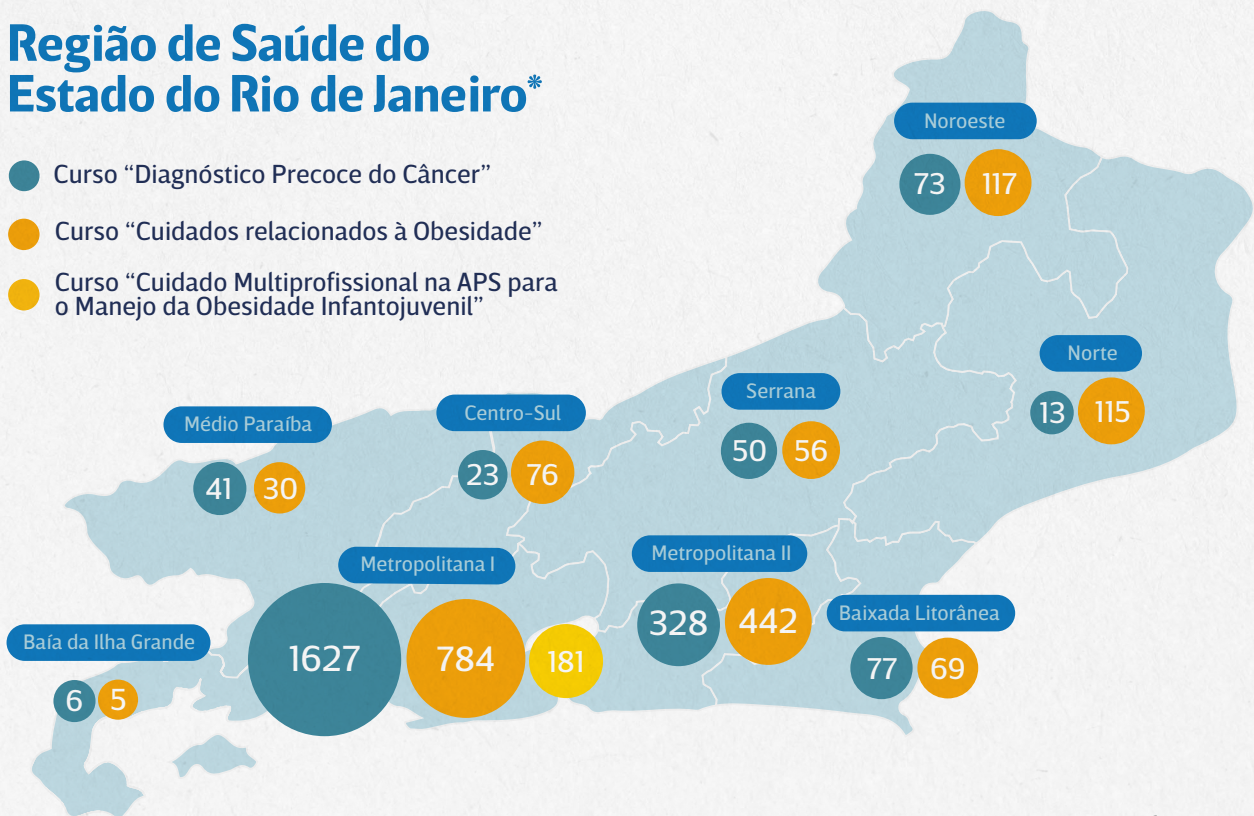 Região de Saúde do
Estado do Rio de Janeiro*
Curso “Diagnóstico Precoce do Câncer”
Curso “Cuidados relacionados à Obesidade”
Curso “Cuidado Multiprofissional na APS para
o Manejo da Obesidade Infantojuvenil”
Noroeste
73 117
Norte
13 115
Serrana
50 56
Centro-Sul
23 76
Médio Paraíba
41 30
Metropolitana I
1627 784 181
Metropolitana II
328 442
Baixada Litorânea
77 69
Baía da Ilha Grande
6 5